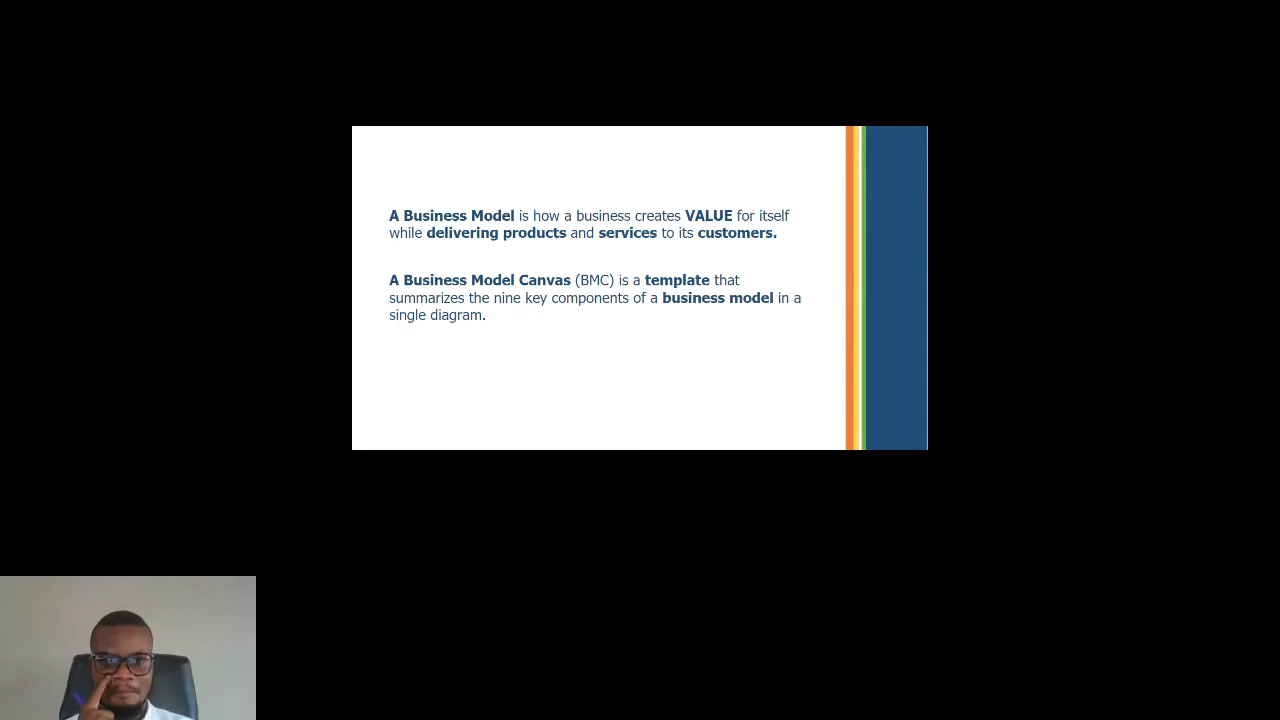 A Business Model is how a business creates VALUE for itself
while delivering products and services to its customers.
A Business Model Canvas (BMC) is a template that
summarizes the nine key components of a business model in a
single diagram.